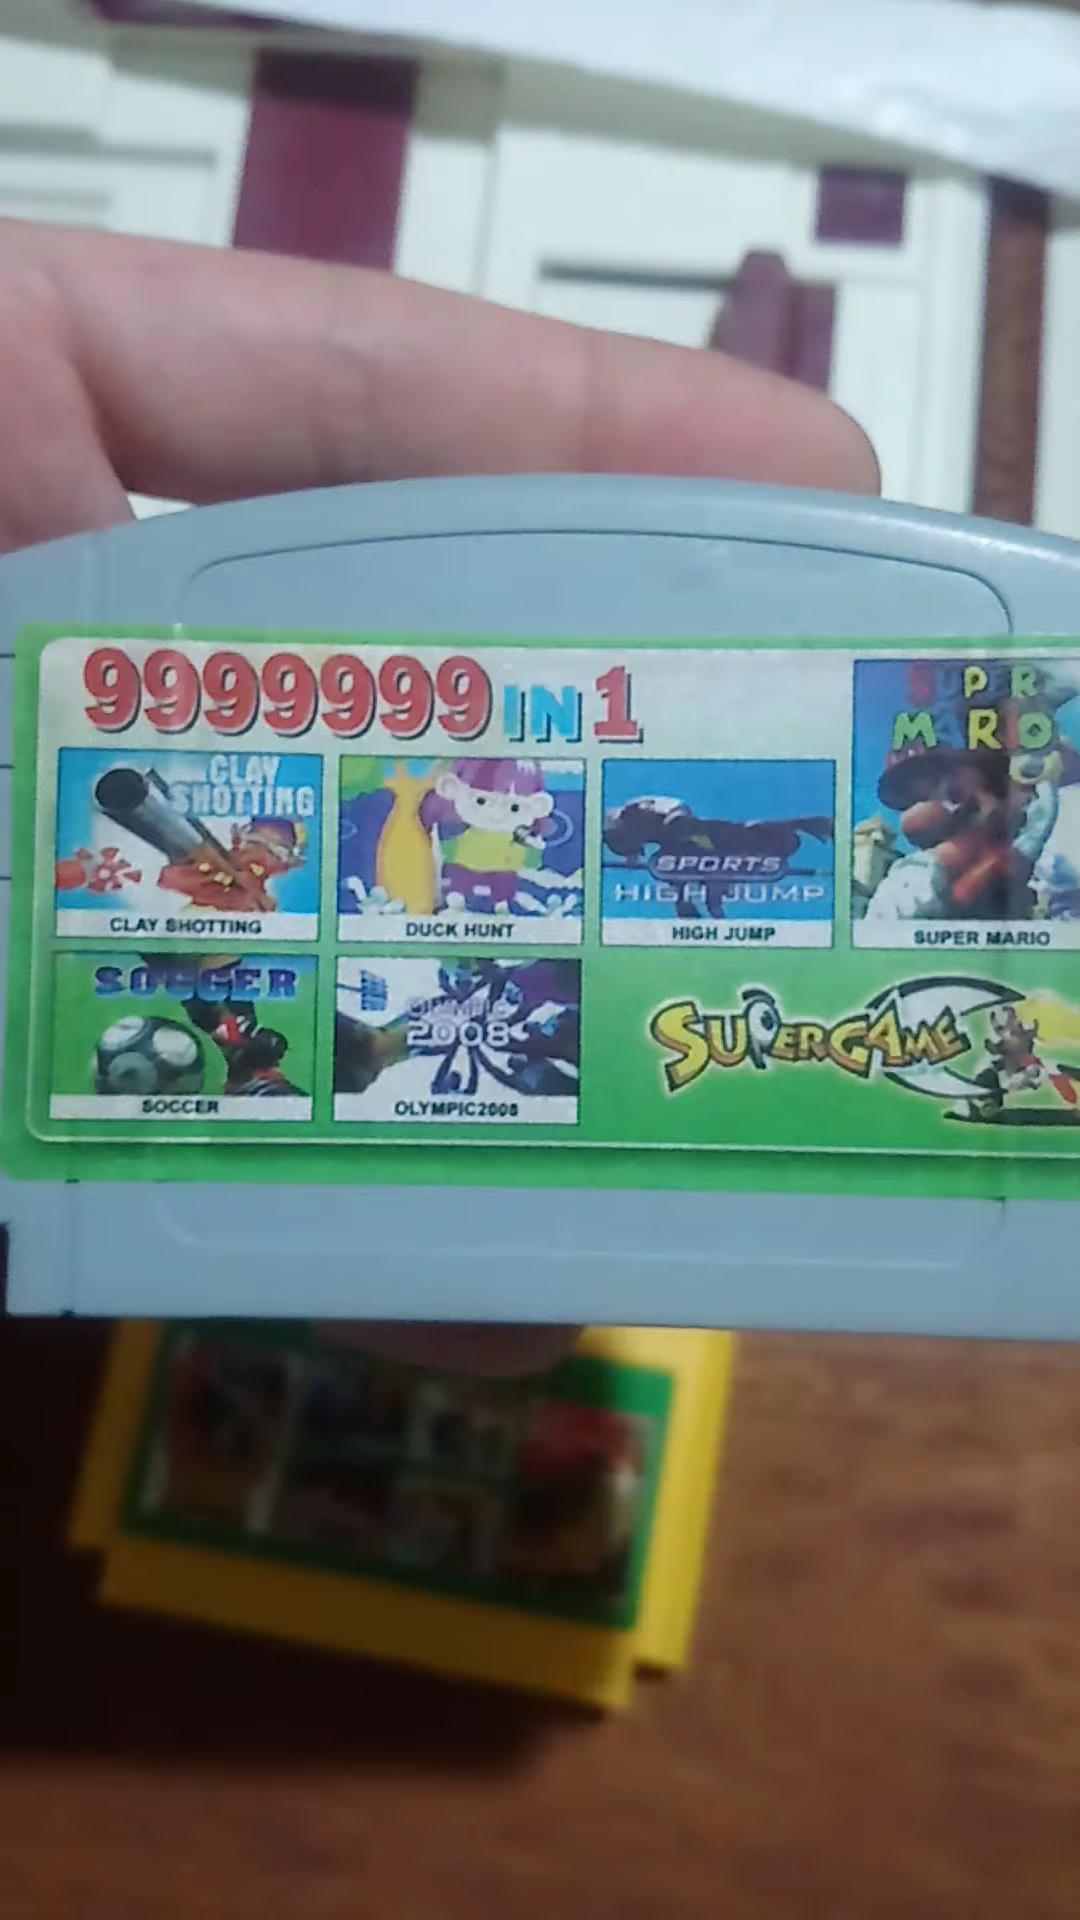 9999999 IN 1
CLAY
SHOTTING
CLAY SHOTTING
DUCK HUNT
SPORTS
HIGH JUMP
HIGH JUMP
SUPER
MARIO
SUPER MARIO
SOCCER
SOCCER
2008
OLYMPIC2008
SUPERGAME